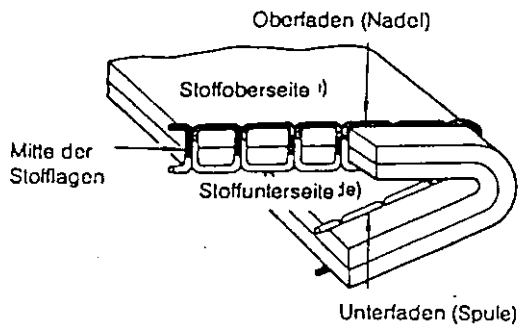 Oberfaden (Nadel)
Stoffoberseite
Mitte der
Stofflagen
Stoffunterseite
Unterfaden (Spule)